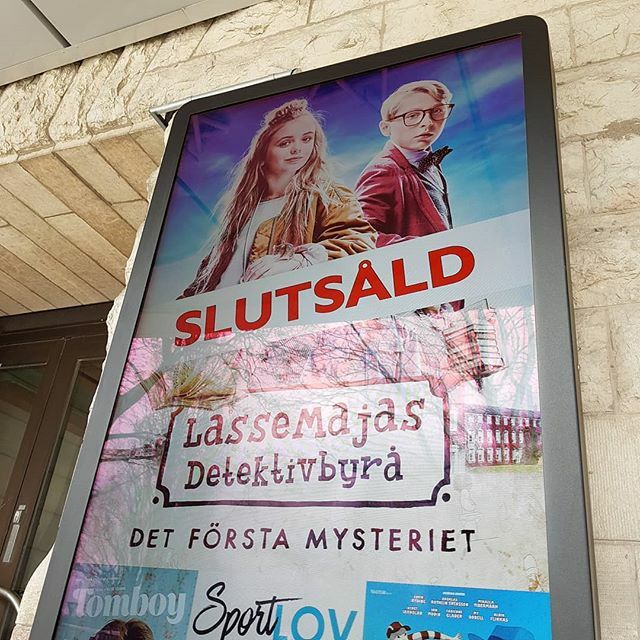 SLUTSÅLD
LasseMajas
Detektivbyrå
DET FÖRSTA MYSTERIET
Tomboy
Sport
LOV